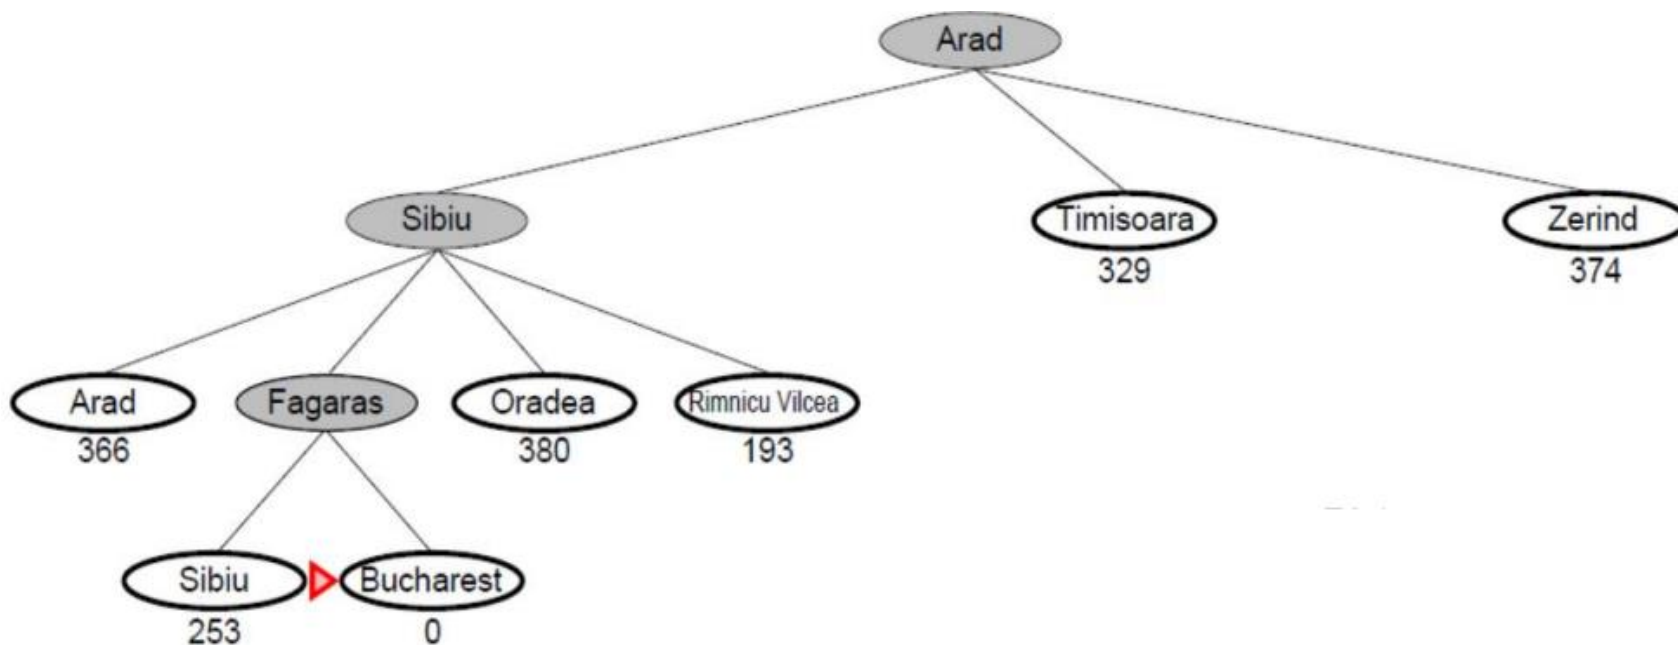 Arad
Sibiu
Timisoara
Zerind
329
374
Arad
Fagaras
Oradea
Rimnicu Vilcea
366
380
193
Sibiu
Bucharest
253
0